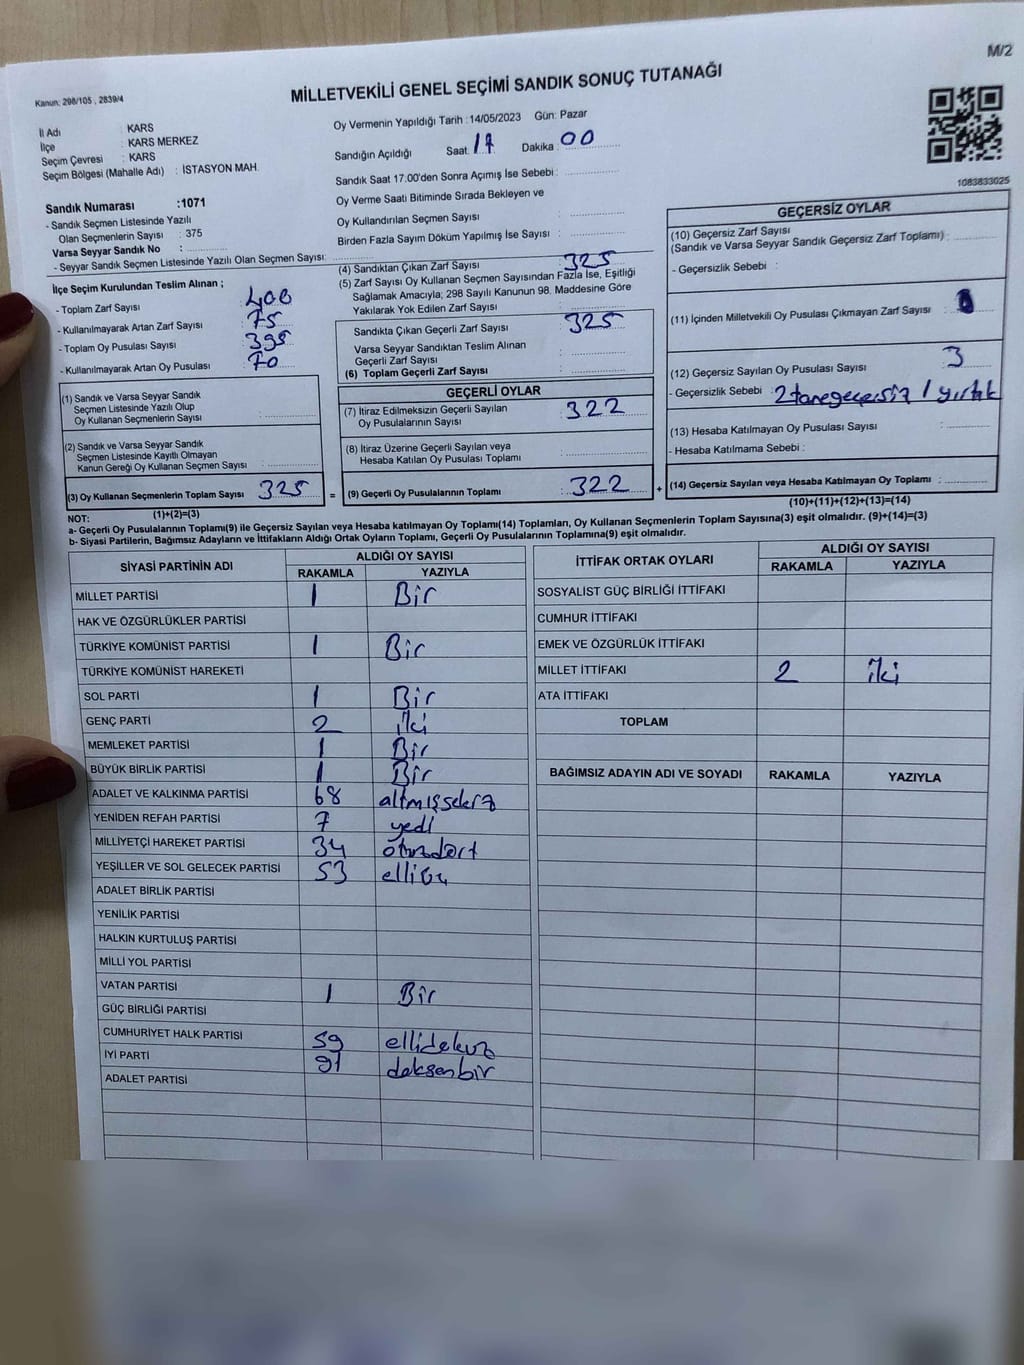 M/2
Kanun: 298/105 , 2839/4
MİLLETVEKİLİ GENEL SEÇİMİ SANDIK SONUÇ TUTANAĞI
İl Adı : KARS
İlçe : KARS MERKEZ
Seçim Çevresi : KARS
Seçim Bölgesi (Mahalle Adı) : İSTASYON MAH.
Oy Vermenin Yapıldığı Tarih :14/05/2023 Gün: Pazar
Sandığın Açıldığı Saat: 17 Dakika : 00
Sandık Saat 17:00'den Sonra Açımış İse Sebebi :
Oy Verme Saati Bitiminde Sırada Bekleyen ve
Oy Kullandırılan Seçmen Sayısı :
Birden Fazla Sayım Döküm Yapılmış İse Sayısı :
1083833025
Sandık Numarası :1071
- Sandık Seçmen Listesinde Yazılı
Olan Seçmenlerin Sayısı : 375
Varsa Seyyar Sandık No :
- Seyyar Sandık Seçmen Listesinde Yazılı Olan Seçmen Sayısı:
İlçe Seçim Kurulundan Teslim Alınan ;
- Toplam Zarf Sayısı : 400
- Kullanılmayarak Artan Zarf Sayısı : 75
- Toplam Oy Pusulası Sayısı : 395
- Kullanılmayarak Artan Oy Pusulası : 70
(1) Sandık ve Varsa Seyyar Sandık
Seçmen Listesinde Yazılı Olup
Oy Kullanan Seçmenlerin Sayısı :
(2) Sandık ve Varsa Seyyar Sandık
Seçmen Listesinde Kayıtlı Olmayan
Kanun Gereği Oy Kullanan Seçmen Sayısı :
(3) Oy Kullanan Seçmenlerin Toplam Sayısı : 325
(1)+(2)=(3)
(4) Sandıktan Çıkan Zarf Sayısı : 325
(5) Zarf Sayısı Oy Kullanan Seçmen Sayısından Fazla İse, Eşitliği
Sağlamak Amacıyla; 298 Sayılı Kanunun 98. Maddesine Göre
Yakılarak Yok Edilen Zarf Sayısı :
Sandıkta Çıkan Geçerli Zarf Sayısı : 325
Varsa Seyyar Sandıktan Teslim Alınan
Geçerli Zarf Sayısı :
(6) Toplam Geçerli Zarf Sayısı :
GEÇERLİ OYLAR
(7) İtiraz Edilmeksizin Geçerli Sayılan
Oy Pusulalarının Sayısı : 322
(8) İtiraz Üzerine Geçerli Sayılan veya
Hesaba Katılan Oy Pusulası Toplamı :
= (9) Geçerli Oy Pusulalarının Toplamı : 322
GEÇERSİZ OYLAR
(10) Geçersiz Zarf Sayısı
(Sandık ve Varsa Seyyar Sandık Geçersiz Zarf Toplamı) :
- Geçersizlik Sebebi :
(11) İçinden Milletvekili Oy Pusulası Çıkmayan Zarf Sayısı :
(12) Geçersiz Sayılan Oy Pusulası Sayısı : 3
- Geçersizlik Sebebi : 2 tane geçersiz 1 yırtık
(13) Hesaba Katılmayan Oy Pusulası Sayısı :
- Hesaba Katılmama Sebebi :
+ (14) Geçersiz Sayılan veya Hesaba Katılmayan Oy Toplamı :
(10)+(11)+(12)+(13)=(14)
NOT:
a- Geçerli Oy Pusulalarının Toplamı(9) ile Geçersiz Sayılan veya Hesaba katılmayan Oy Toplamı(14) Toplamları, Oy Kullanan Seçmenlerin Toplam Sayısına(3) eşit olmalıdır. (9)+(14)=(3)
b- Siyasi Partilerin, Bağımsız Adayların ve İttifakların Aldığı Ortak Oyların Toplamı, Geçerli Oy Pusulalarının Toplamına(9) eşit olmalıdır.
SİYASİ PARTİNİN ADI ALDIĞI OY SAYISI
RAKAMLA YAZIYLA
MİLLET PARTİSİ 1 Bir
HAK VE ÖZGÜRLÜKLER PARTİSİ
TÜRKİYE KOMÜNİST PARTİSİ 1 Bir
TÜRKİYE KOMÜNİST HAREKETİ
SOL PARTİ 1 Bir
GENÇ PARTİ 2 iki
MEMLEKET PARTİSİ 1 Bir
BÜYÜK BİRLİK PARTİSİ 1 Bir
ADALET VE KALKINMA PARTİSİ 68 altmışsekiz
YENİDEN REFAH PARTİSİ 7 yedi
MİLLİYETÇİ HAREKET PARTİSİ 34 otuzdört
YEŞİLLER VE SOL GELECEK PARTİSİ 53
ADALET BİRLİK PARTİSİ
YENİLİK PARTİSİ
HALKIN KURTULUŞ PARTİSİ
MİLLİ YOL PARTİSİ
VATAN PARTİSİ 1 Bir
GÜÇ BİRLİĞİ PARTİSİ
CUMHURİYET HALK PARTİSİ 59 ellidokuz
İYİ PARTİ 91 doksanbir
ADALET PARTİSİ
İTTİFAK ORTAK OYLARI ALDIĞI OY SAYISI
RAKAMLA YAZIYLA
SOSYALİST GÜÇ BİRLİĞİ İTTİFAKI
CUMHUR İTTİFAKI
EMEK VE ÖZGÜRLÜK İTTİFAKI
MİLLET İTTİFAKI 2 iki
ATA İTTİFAKI
TOPLAM
BAĞIMSIZ ADAYIN ADI VE SOYADI RAKAMLA YAZIYLA